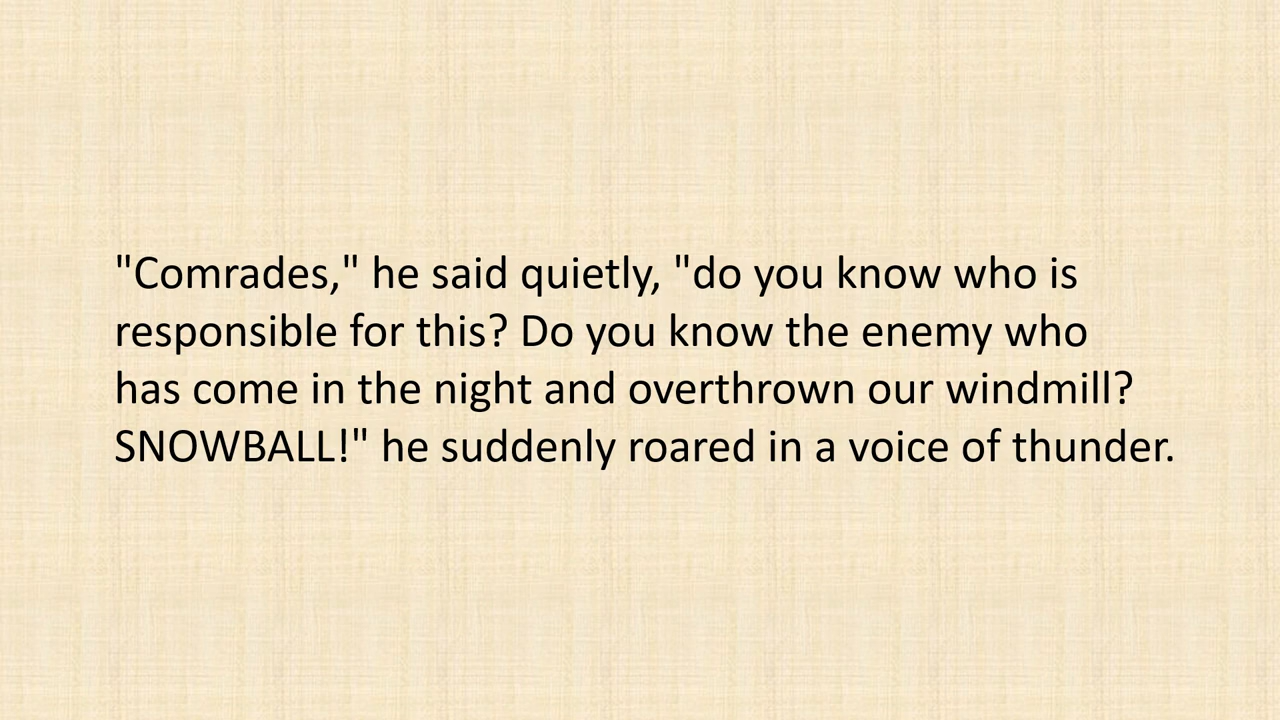 "Comrades," he said quietly, "do you know who is
responsible for this? Do you know the enemy who
has come in the night and overthrown our windmill?
SNOWBALL!" he suddenly roared in a voice of thunder.